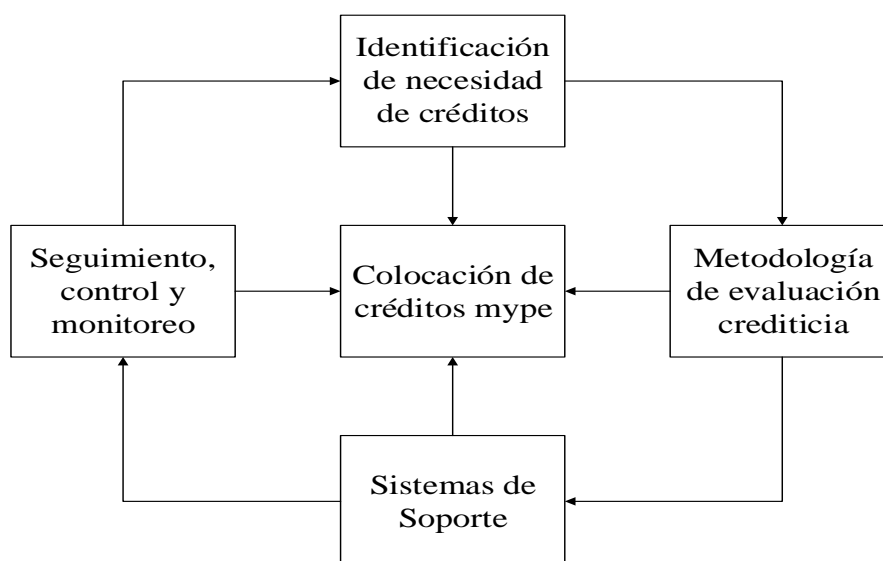 Identificación
de necesidad
de créditos
Seguimiento,
control y
monitoreo
Colocación de
créditos mype
Metodología
de evaluación
crediticia
Sistemas de
Soporte